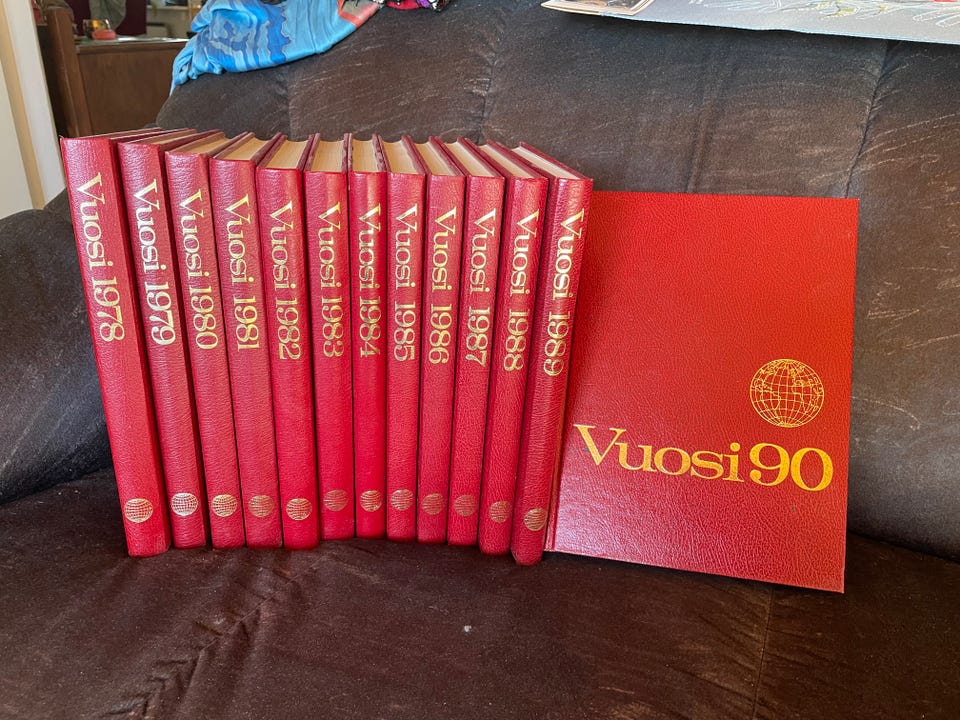 Vuosi 1978
Vuosi 1979
Vuosi 1980
Vuosi 1981
Vuosi 1982
Vuosi 1983
Vuosi 1984
Vuosi 1985
Vuosi 1986
Vuosi 1987
Vuosi 1988
Vuosi 1989
Vuosi 90